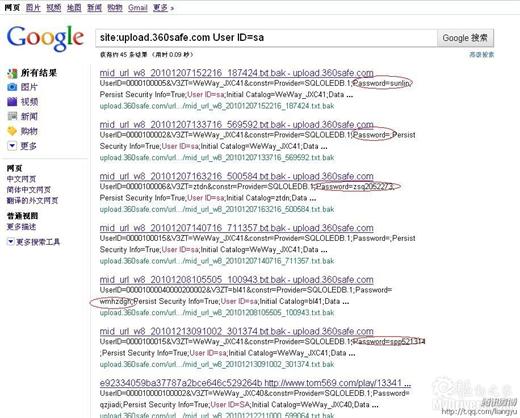 网页 图片 视频 地图 新闻 购物 Gmail 更多 ▼
Google
site:upload.360safe.com User ID=sa
Google 搜索
获得约 45 条结果 (用时 0.09 秒)
高级搜索
所有结果
图片
视频
新闻
购物
更多
网页
中文网页
简体中文网页
翻译的外文网页
普通视图
更多描述
更多搜索工具
mid_url_w8_20101207152216_187424.txt.bak - upload.360safe.com
UserID=0000100005&V3ZT=WeWay_JXC41&constr=Provider=SQLOLEDB.1;Password=sunlin;
Persist Security Info=True;User ID=sa;Initial Catalog=WeWay_JXC41;Data ...
upload.360safe.com/url.../mid_url_w8_20101207152216_187424.txt.bak
mid_url_w8_20101207133716_569592.txt.bak - upload.360safe.com
UserID=0000100002&V3ZT=WeWay_JXC41&constr=Provider=SQLOLEDB.1;Password=;Persist
Security Info=True;User ID=sa;Initial Catalog=WeWay_JXC41;Data ...
upload.360safe.com/url.../mid_url_w8_20101207133716_569592.txt.bak
mid_url_w8_20101207163216_500584.txt.bak - upload.360safe.com
UserID=0000100006&V3ZT=ztdn&constr=Provider=SQLOLEDB.1;Password=zsq2052273;
Persist Security Info=True;User ID=sa;Initial Catalog=ztdn;Data ...
upload.360safe.com/url.../mid_url_w8_20101207163216_500584.txt.bak
mid_url_w8_20101207140716_711357.txt.bak - upload.360safe.com
UserID=0000100001&V3ZT=WeWay_JXC41&constr=Provider=SQLOLEDB.1;Password=;Persist
Security Info=True;User ID=sa;Initial Catalog=WeWay_JXC41;Data ...
upload.360safe.com/url.../mid_url_w8_20101207140716_711357.txt.bak
mid_url_w8_20101208105505_100943.txt.bak - upload.360safe.com
UserID=00001000040000200002&V3ZT=bl41&constr=Provider=SQLOLEDB.1;Password=
wmhzdgh;Persist Security Info=True;User ID=sa;Initial Catalog=bl41;Data ...
upload.360safe.com/url.../mid_url_w8_20101208105505_100943.txt.bak
mid_url_w8_20101213091002_301374.txt.bak - upload.360safe.com
UserID=0000100015&V3ZT=WeWay_JXC41&constr=Provider=SQLOLEDB.1;Password=spp521314
;Persist Security Info=True;User ID=sa;Initial Catalog=WeWay_JXC41;Data ...
upload.360safe.com/url.../mid_url_w8_20101213091002_301374.txt.bak
e922334059ba37787a2bce646c529264b http://www.tom569.com/play/13341 ...
UserID=00001000100002&V3ZT=WeWay_JXC40&constr=Provider=SQLOLEDB.1;Password=
qzjiadi;Persist Security Info=True;User ID=SA;Initial Catalog=WeWay_JXC40;Data ...
http://t.qq.com/liangyu